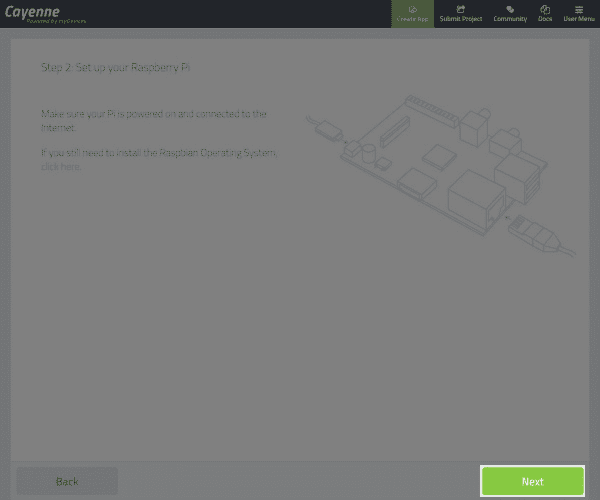 Cayenne
Powered by myDevices
Create App
Submit Project
Community
Docs
User Menu
Step 2: Set up your Raspberry Pi
Make sure your Pi is powered on and connected to the
Internet.
If you still need to install the Raspbian Operating System,
click here.
Back
Next